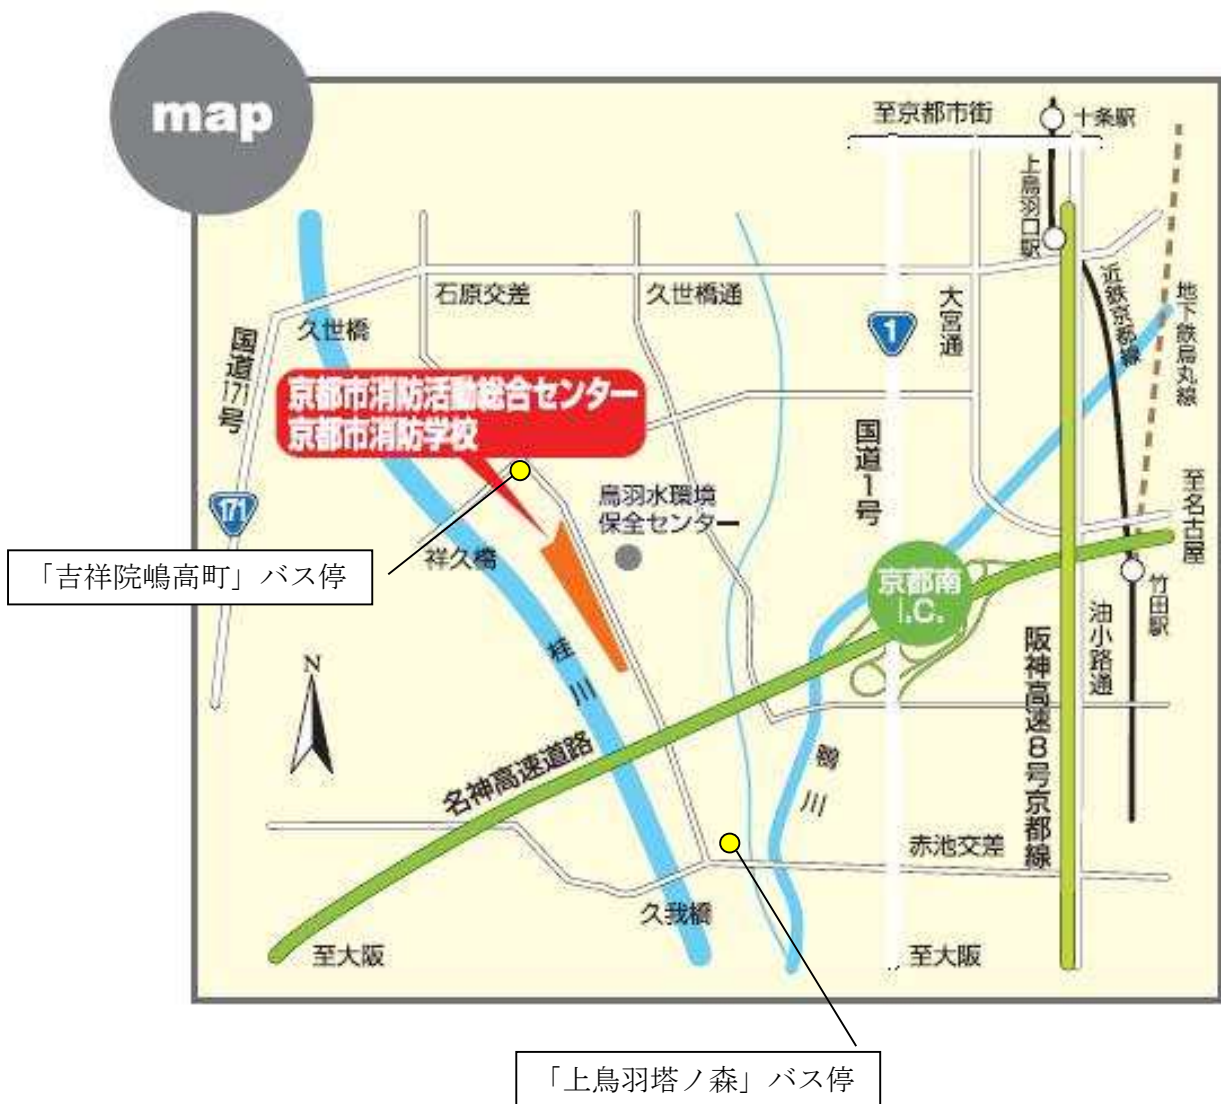 map
至京都市街
十条駅
上鳥羽口駅
石原交差
久世橋通
大宮通
近鉄京都線
地下鉄烏丸線
久世橋
国道171号
1
京都市消防活動総合センター
京都市消防学校
国道1号
至名古屋
171
鳥羽水環境
保全センター
祥久橋
「吉祥院嶋高町」バス停
京都南
I.C.
竹田駅
油小路通
阪神高速8号京都線
桂川
N
名神高速道路
鴨川
赤池交差
久我橋
至大阪
至大阪
「上鳥羽塔ノ森」バス停